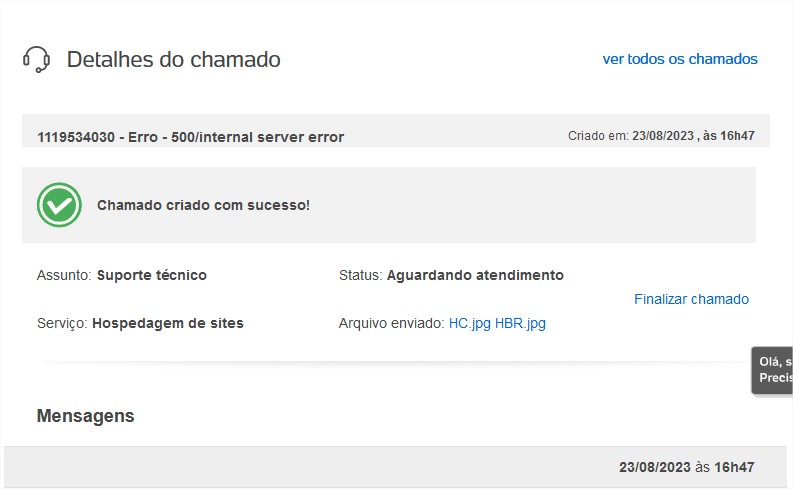 Detalhes do chamado
ver todos os chamados
1119534030 - Erro - 500/internal server error
Criado em: 23/08/2023 , às 16h47
Chamado criado com sucesso!
Assunto: Suporte técnico
Status: Aguardando atendimento
Finalizar chamado
Serviço: Hospedagem de sites
Arquivo enviado: HC.jpg HBR.jpg
Olá, s
Precis
Mensagens
23/08/2023 às 16h47